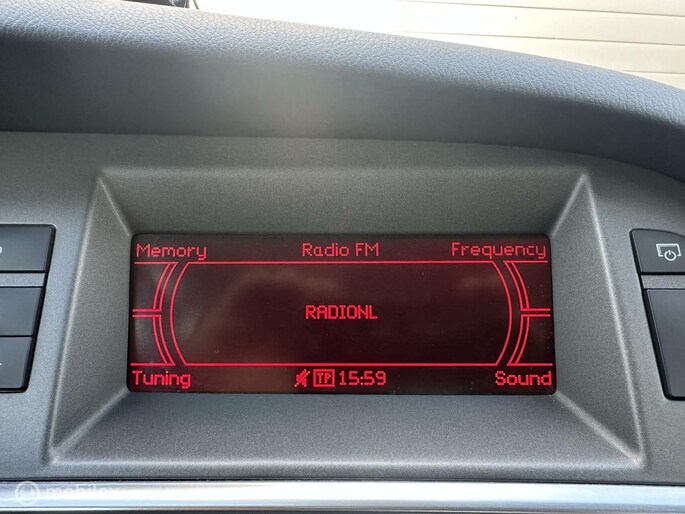 Memory Radio FM Frequency
RADIONL
Tuning TP 15:59 Sound